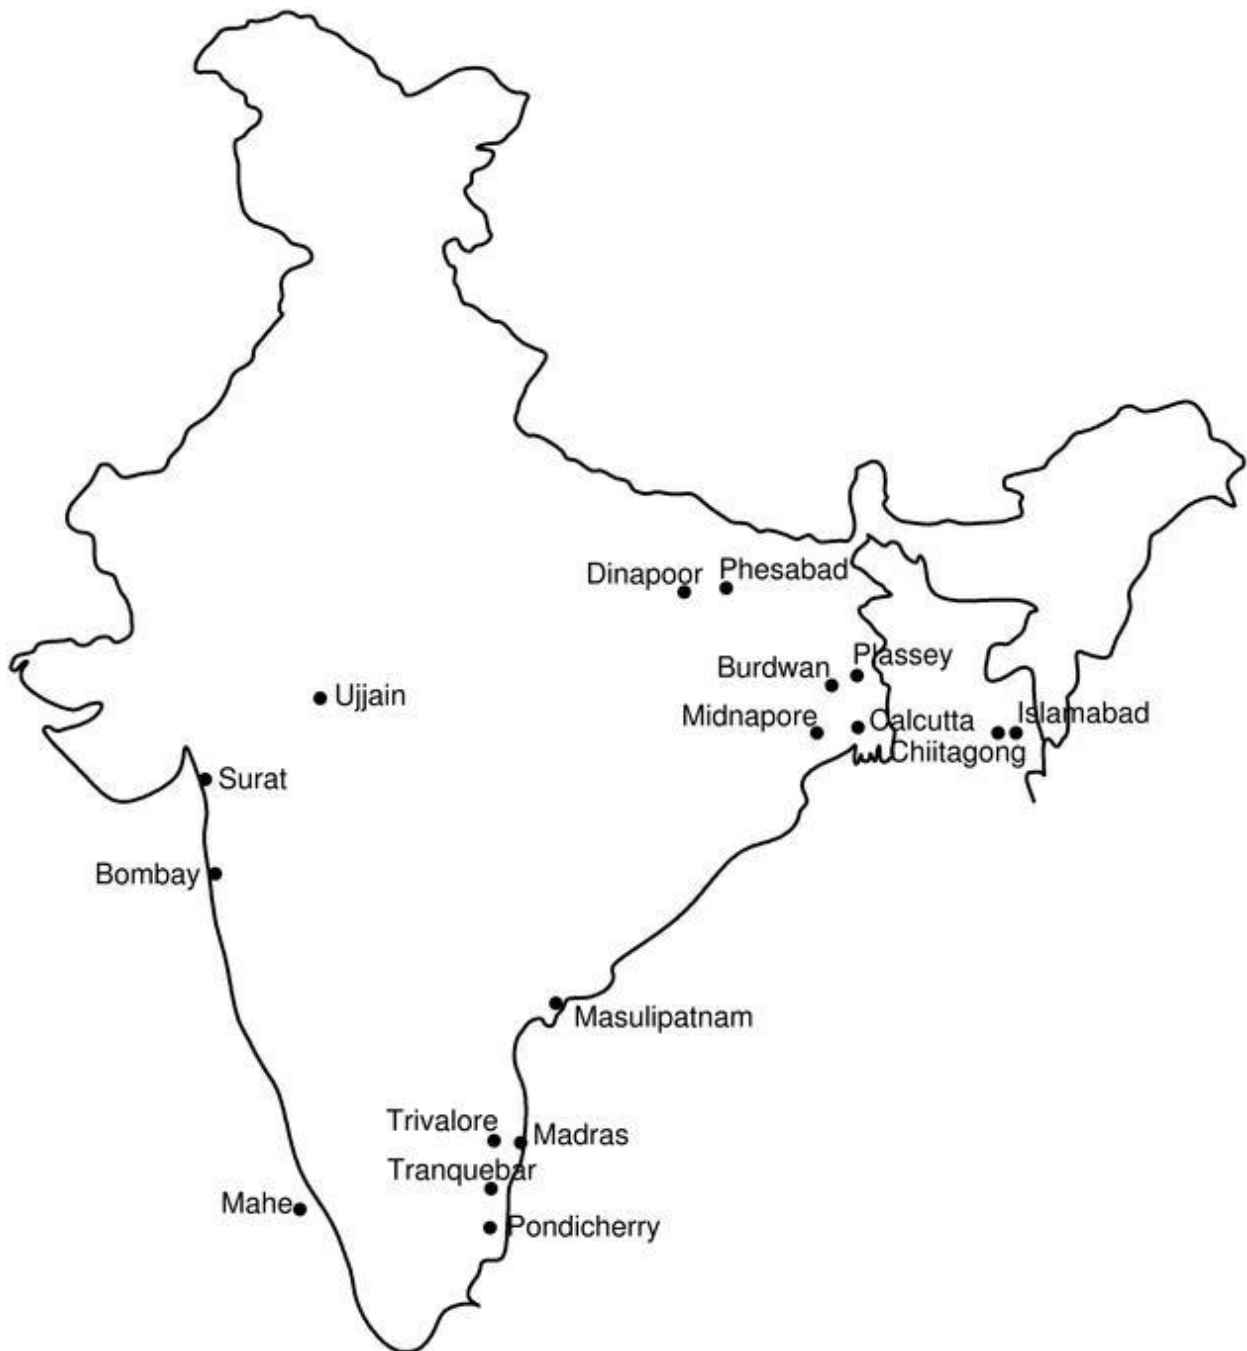 Dinapoor
Phesabad
Plassey
Burdwan
Ujjain
Midnapore
Calcutta
Islamabad
Chiitagong
Surat
Bombay
Masulipatnam
Trivalore
Madras
Tranquebar
Mahe
Pondicherry